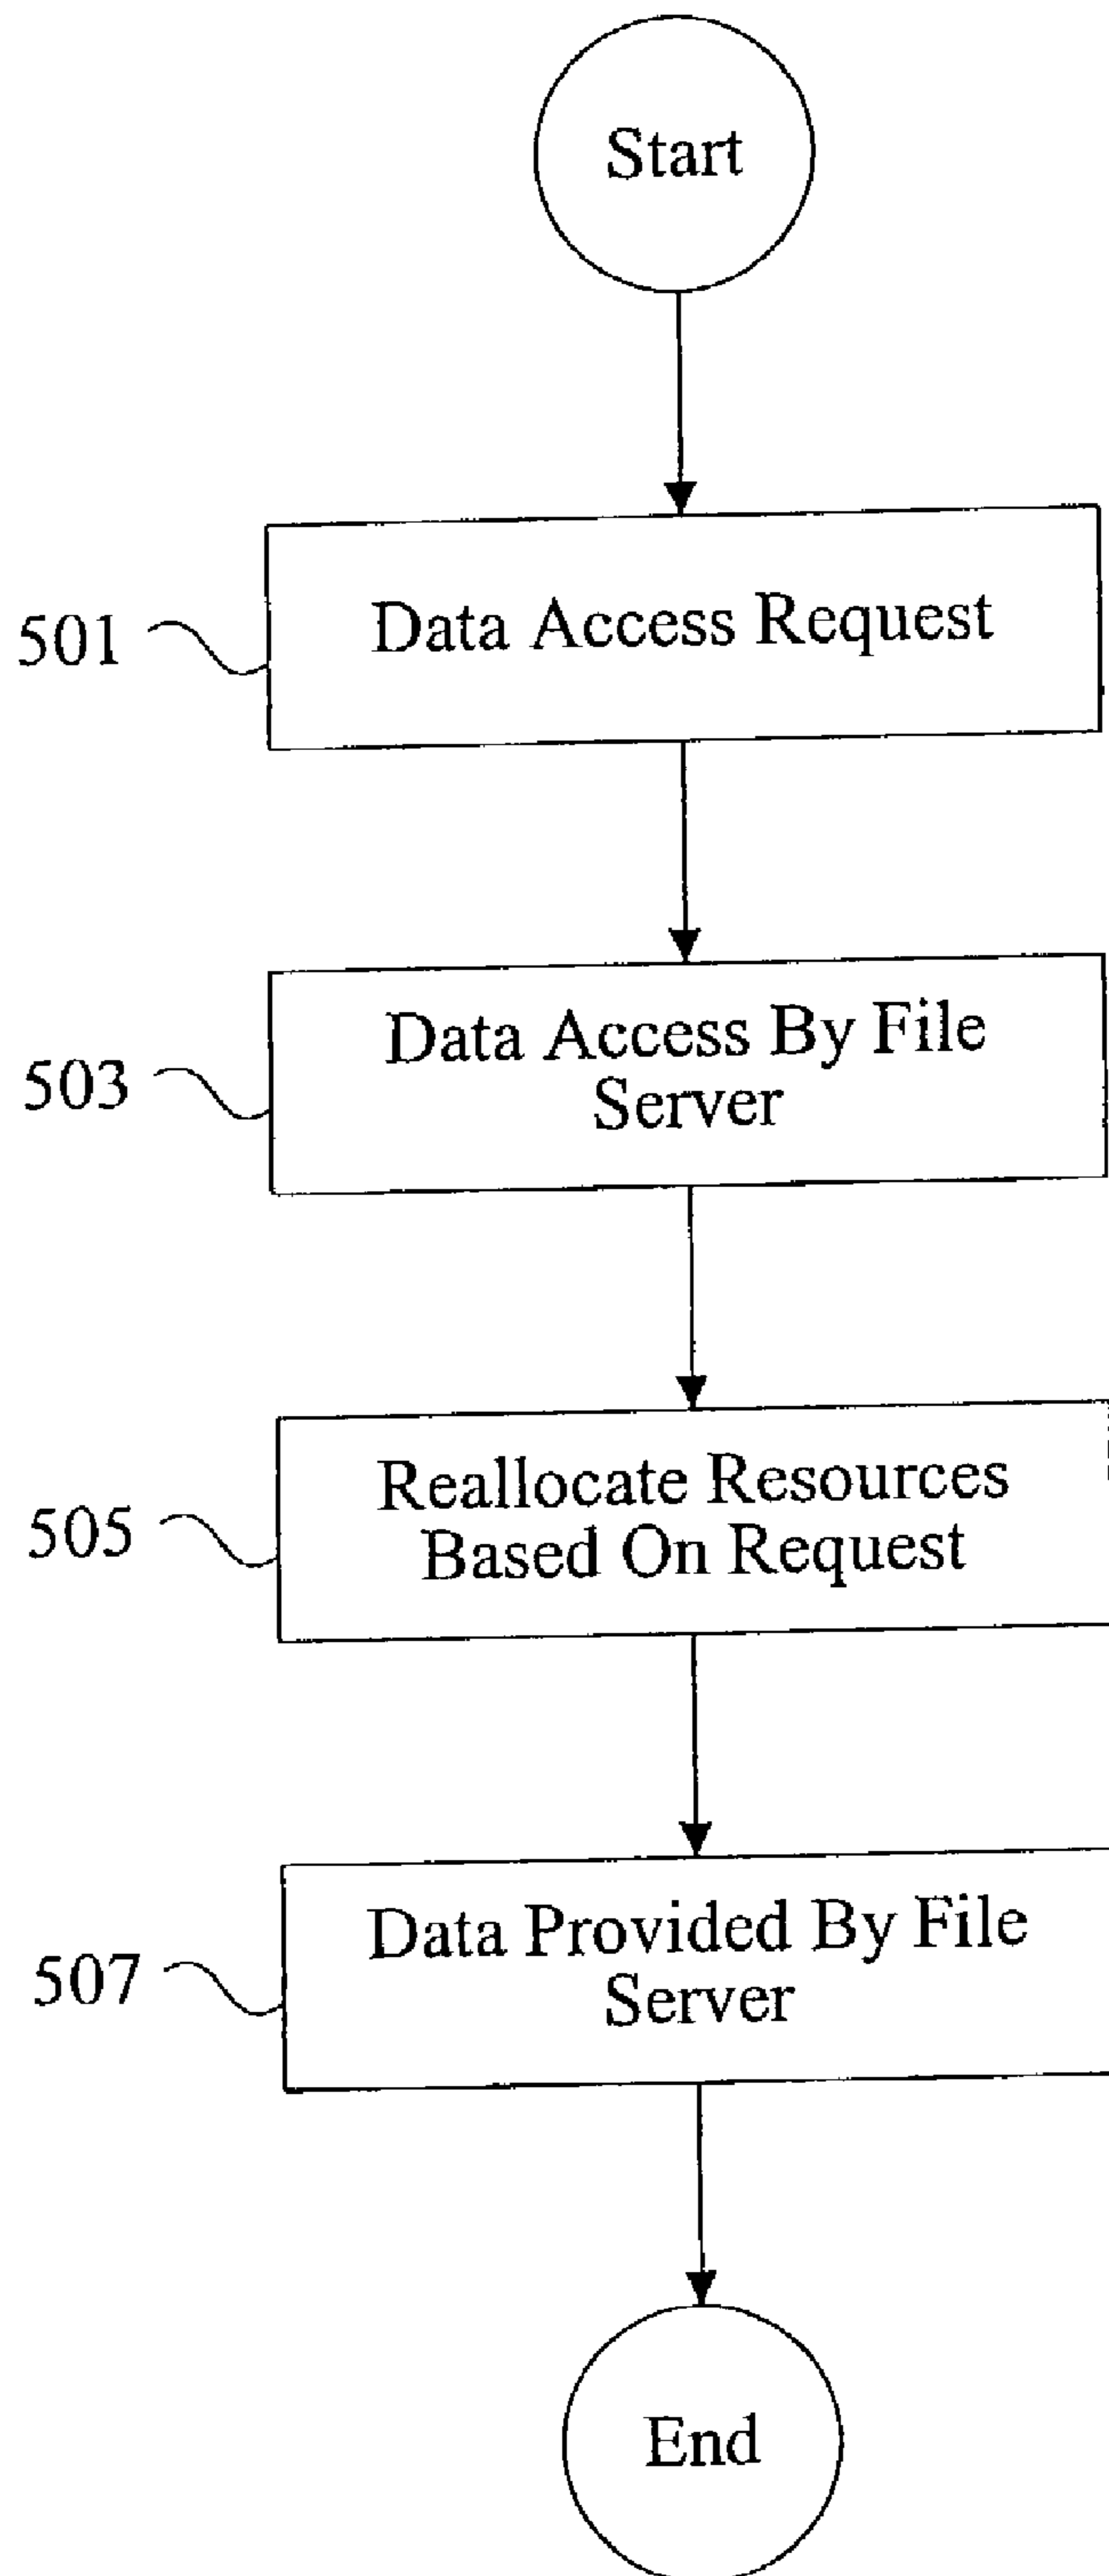 Start
501
Data Access Request
503
Data Access By File
Server
505
Reallocate Resources
Based On Request
507
Data Provided By File
Server
End